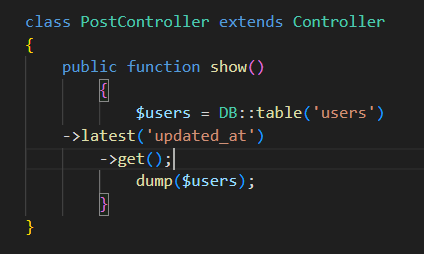 class PostController extends Controller
{
    public function show()
        {
            $users = DB::table('users')
    ->latest('updated_at')
        ->get();
            dump($users);
        }
}